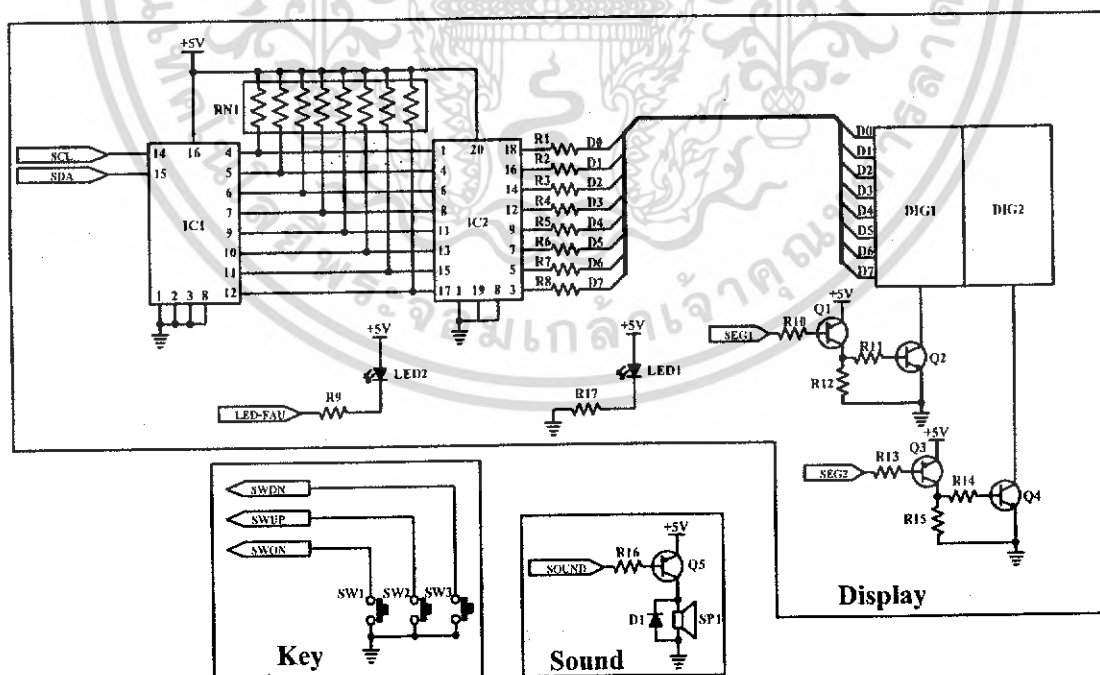 +5V
RN1
SCL
SDA
14
15
16
4
5
6
7
9
10
11
12
IC1
1 2 3 8
1
4
6
8
11
13
15
17
20
IC2
18
16
14
12
9
7
5
3
1 19 8
R1 D0
R2 D1
R3 D2
R4 D3
R5 D4
R6 D5
R7 D6
R8 D7
D0
D1
D2
D3
D4
D5
D6
D7
DIG1 DIG2
+5V
LED2
R9
LED-FAU
+5V
LED1
R17
+5V
Q1
SEG1 R10
R11
Q2
R12
+5V
Q3
SEG2 R13
R14
Q4
R15
Display
SWDN
SWUP
SWON
SW1 SW2 SW3
Key
+5V
SOUND R16
Q5
D1 SP1
Sound